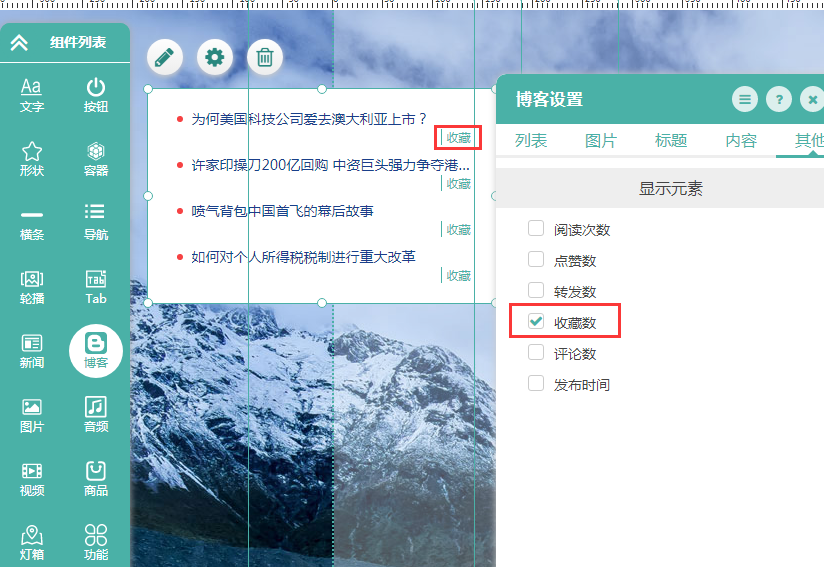 组件列表
Aa
文字
按钮
形状
容器
横条
导航
轮播
Tab
Tab
新闻
博客
图片
音频
视频
商品
灯箱
功能
为何美国科技公司爱去澳大利亚上市？
收藏
许家印操刀200亿回购 中资巨头强力争夺港...
收藏
喷气背包中国首飞的幕后故事
收藏
如何对个人所得税税制进行重大改革
收藏
博客设置
?
列表 图片 标题 内容 其他
显示元素
阅读次数
点赞数
转发数
收藏数
评论数
发布时间